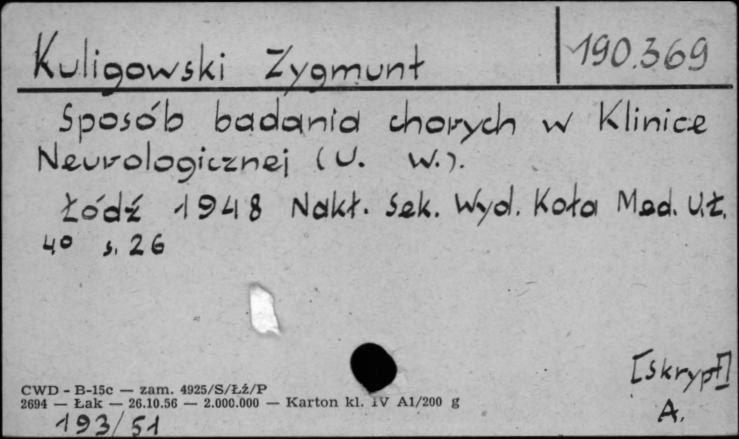 Kuligowski Zygmunt 190.369
Sposób badania chorych w Klinice
Neurologicznej (U. W.).
Łódź 1948 Nakł. Sek. Wyd. Koła Med. U.Ł.
4° s. 26
[skrypt]
A.
CWD - B-15c — zam. 4925/S/Łź/P
2694 — Łak — 26.10.56 — 2.000.000 — Karton kl. IV A1/200 g
193/51